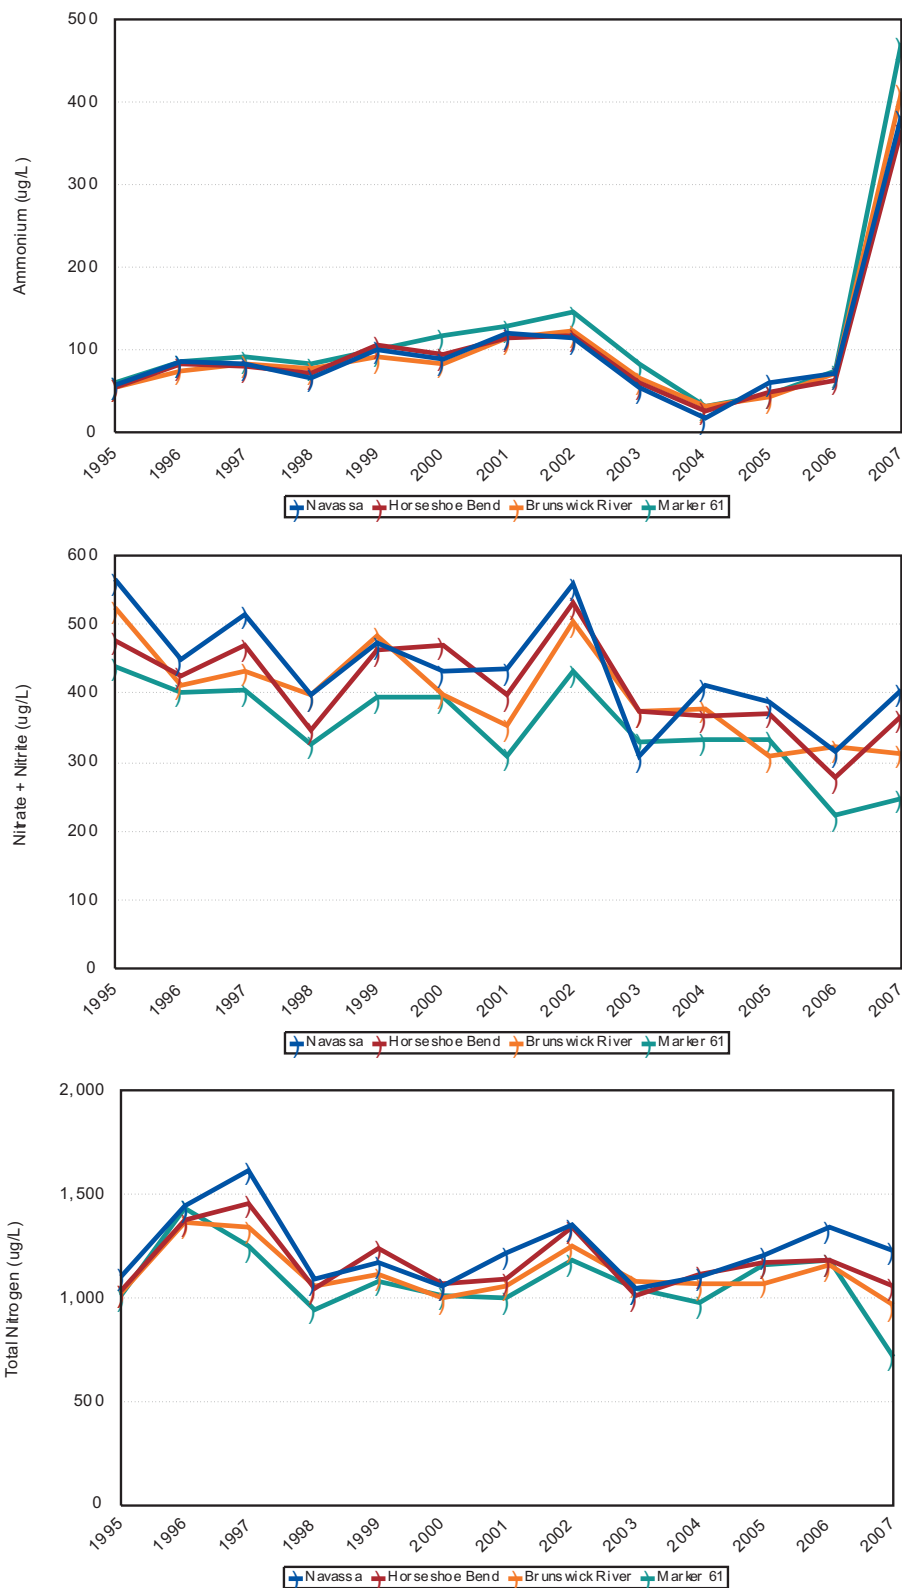 500
400
300
200
100
0
Ammonium (ug/L)
1995 1996 1997 1998 1999 2000 2001 2002 2003 2004 2005 2006 2007
Navassa Horseshoe Bend Brunswick River Marker 61
600
500
400
300
200
100
0
Nitrate + Nitrite (ug/L)
1995 1996 1997 1998 1999 2000 2001 2002 2003 2004 2005 2006 2007
Navassa Horseshoe Bend Brunswick River Marker 61
2,000
1,500
1,000
500
0
Total Nitrogen (ug/L)
1995 1996 1997 1998 1999 2000 2001 2002 2003 2004 2005 2006 2007
Navassa Horseshoe Bend Brunswick River Marker 61